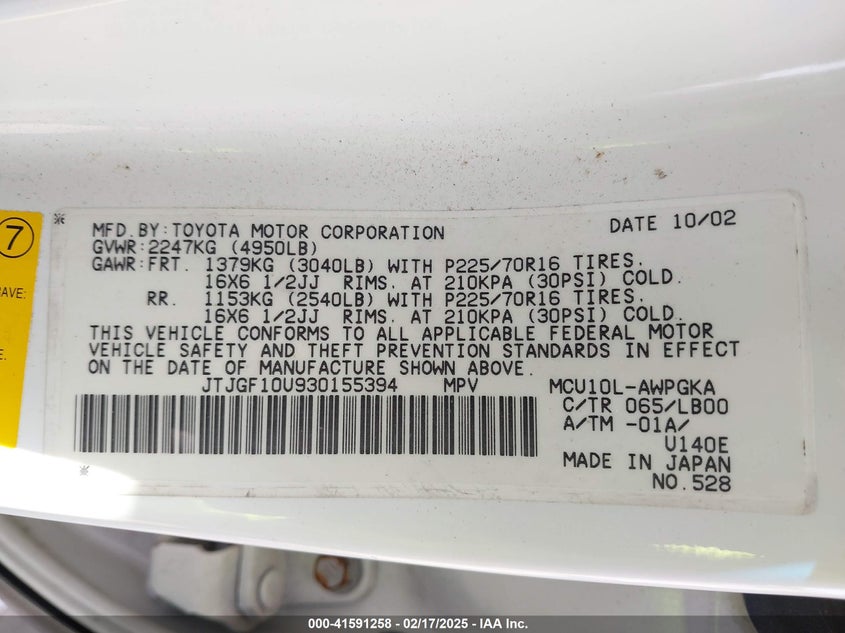 7
AVE:
E.
MFD.BY:TOYOTA MOTOR CORPORATION DATE 10/02
GVWR:2247KG (4950LB)
GAWR:FRT. 1379KG (3040LB) WITH P225/70R16 TIRES.
16X6 1/2JJ RIMS. AT 210KPA (30PSI) COLD.
RR. 1153KG (2540LB) WITH P225/70R16 TIRES.
16X6 1/2JJ RIMS. AT 210KPA (30PSI) COLD.
THIS VEHICLE CONFORMS TO ALL APPLICABLE FEDERAL MOTOR
VEHICLE SAFETY AND THEFT PREVENTION STANDARDS IN EFFECT
ON THE DATE OF MANUFACTURE SHOWN ABOVE.
JTJGF10U930155394 MPV MCU10L-AWPGKA
C/TR 065/LB00
A/TM -01A/
U140E
MADE IN JAPAN
NO.528
000-41591258 - 02/17/2025 - IAA Inc.